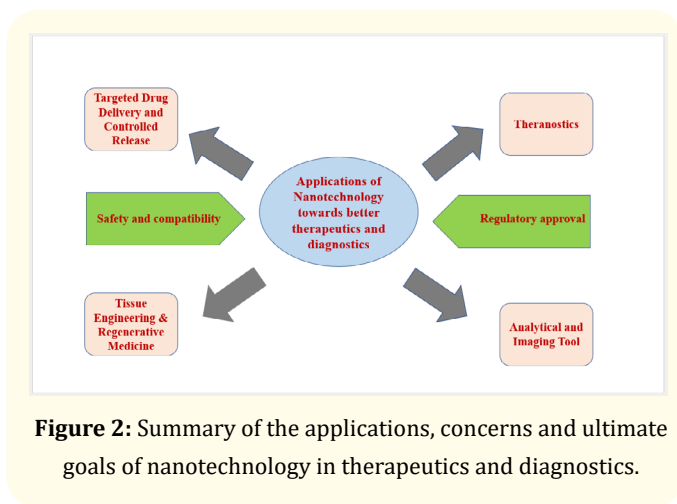 Targeted Drug
Delivery and
Controlled
Release
Theranostics
Applications of
Nanotechnology
towards better
therapeutics and
diagnostics
Safety and compatibility
Regulatory approval
Tissue
Engineering &
Regenerative
Medicine
Analytical and
Imaging Tool
Figure 2: Summary of the applications, concerns and ultimate
goals of nanotechnology in therapeutics and diagnostics.